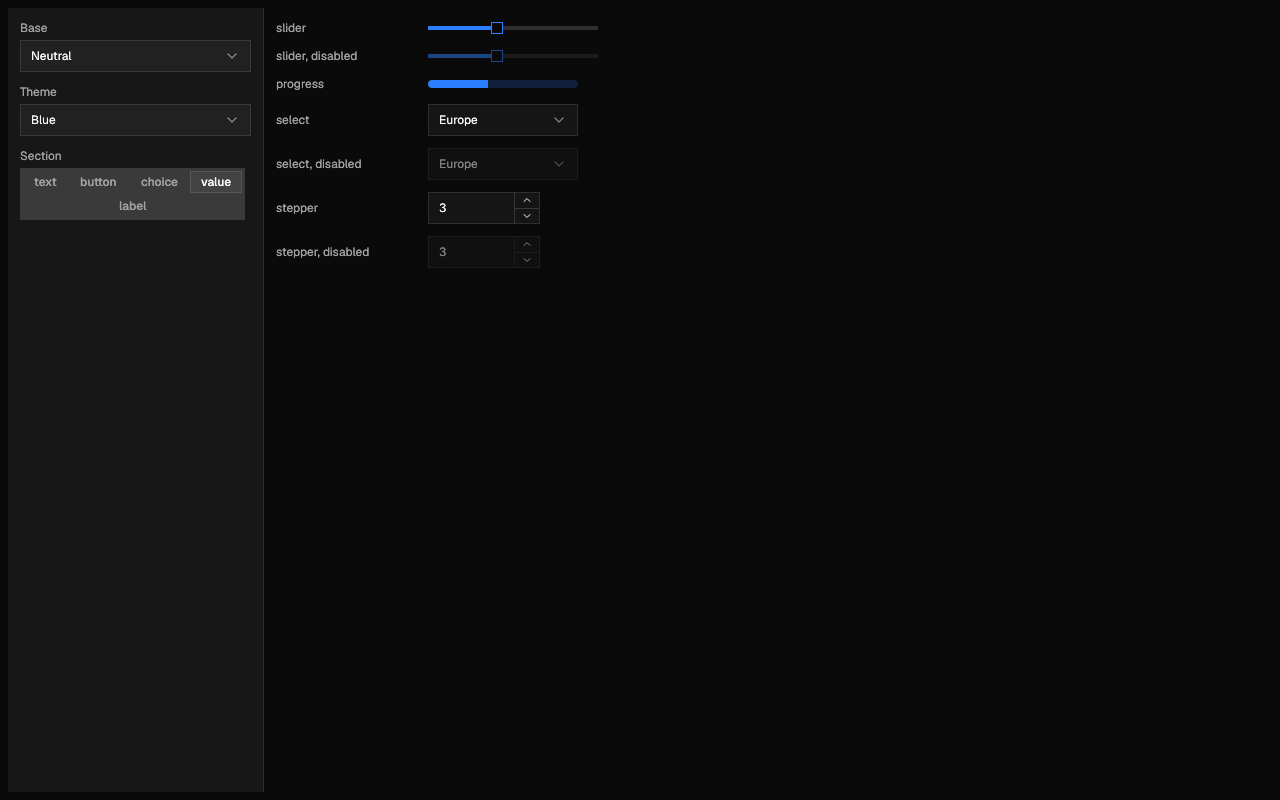 Base
Neutral
Theme
Blue
Section
text button choice value
label
slider
slider, disabled
progress
select Europe
select, disabled Europe
stepper 3
stepper, disabled 3